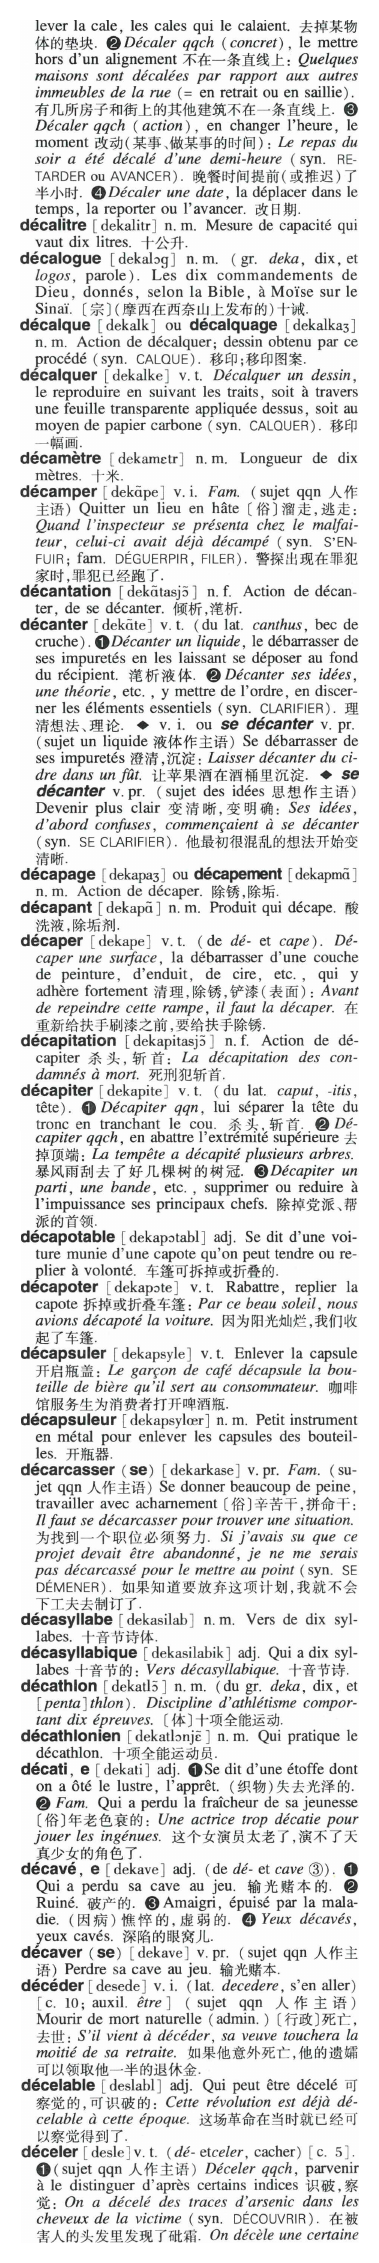 lever la cale, les cales qui le calaient. 去掉某物
体的垫块. ❷ Décaler qqch (concret), le mettre
hors d'un alignement 不在一条直线上: Quelques
maisons sont décalées par rapport aux autres
immeubles de la rue (= en retrait ou en saillie).
有几所房子和街上的其他建筑不在一条直线上. ❸
Décaler qqch (action), en changer l'heure, le
moment 改动(某事、做某事的时间): Le repas du
soir a été décalé d'une demi-heure (syn. RE-
TARDER ou AVANCER). 晚餐时间提前(或推迟)了
半小时. ❹ Décaler une date, la déplacer dans le
temps, la reporter ou l'avancer. 改日期.
décalitre [dekalitr] n. m. Mesure de capacité qui
vaut dix litres. 十公升.
décalogue [dekalɔg] n. m. (gr. deka, dix, et
logos, parole). Les dix commandements de
Dieu, donnés, selon la Bible, à Moïse sur le
Sinaï. [宗](摩西在西奈山上发布的)十诫.
décalque [dekalk] ou décalquage [dekalkaʒ]
n. m. Action de décalquer; dessin obtenu par ce
procédé (syn. CALQUE). 移印;移印图案.
décalquer [dekalke] v. t. Décalquer un dessin,
le reproduire en suivant les traits, soit à travers
une feuille transparente appliquée dessus, soit au
moyen de papier carbone (syn. CALQUER). 移印
一幅画.
décamètre [dekamɛtr] n. m. Longueur de dix
mètres. 十米.
décamper [dekɑ̃pe] v. i. Fam. (sujet qqn 人作
主语) Quitter un lieu en hâte [俗]溜走,逃走:
Quand l'inspecteur se présenta chez le malfai-
teur, celui-ci avait déjà décampé (syn. S'EN-
FUIR; fam. DÉGUERPIR, FILER). 警探出现在罪犯
家时,罪犯已经跑了.
décantation [dekɑ̃tasjɔ̃] n. f. Action de décan-
ter, de se décanter. 倾析,滗析.
décanter [dekɑ̃te] v. t. (du lat. canthus, bec de
cruche). ❶ Décanter un liquide, le débarrasser de
ses impuretés en les laissant se déposer au fond
du récipient. 滗析液体. ❷ Décanter ses idées,
une théorie, etc., y mettre de l'ordre, en discer-
ner les éléments essentiels (syn. CLARIFIER). 理
清想法、理论. ◆ v. i. ou se décanter v. pr.
(sujet un liquide 液体作主语) Se débarrasser de
ses impuretés 澄清,沉淀: Laisser décanter du ci-
dre dans un fût. 让苹果酒在酒桶里沉淀. ◆ se
décanter v. pr. (sujet des idées 思想作主语)
Devenir plus clair 变清晰,变明确: Ses idées,
d'abord confuses, commençaient à se décanter
(syn. SE CLARIFIER). 他最初很混乱的想法开始变
清晰.
décapage [dekapaʒ] ou décapement [dekapmɑ̃]
n. m. Action de décaper. 除锈,除垢.
décapant [dekapɑ̃] n. m. Produit qui décape. 酸
洗液,除垢剂.
décaper [dekape] v. t. (de dé- et cape). Dé-
caper une surface, la débarrasser d'une couche
de peinture, d'enduit, de cire, etc., qui y
adhère fortement 清理,除锈,铲漆(表面): Avant
de repeindre cette rampe, il faut la décaper. 在
重新给扶手刷漆之前,要给扶手除锈.
décapitation [dekapitasjɔ̃] n. f. Action de dé-
capiter 杀头,斩首: La décapitation des con-
damnés à mort. 死刑犯斩首.
décapiter [dekapite] v. t. (du lat. caput, -itis,
tête). ❶ Décapiter qqn, lui séparer la tête du
tronc en tranchant le cou. 杀头,斩首. ❷ Dé-
capiter qqch, en abattre l'extrémité supérieure 去
掉顶端: La tempête a décapité plusieurs arbres.
暴风雨刮去了好几棵树的树冠. ❸ Décapiter un
parti, une bande, etc., supprimer ou réduire à
l'impuissance ses principaux chefs. 除掉党派、帮
派的首领.
décapotable [dekapɔtabl] adj. Se dit d'une voi-
ture munie d'une capote qu'on peut tendre ou re-
plier à volonté. 车篷可拆掉或折叠的.
décapoter [dekapɔte] v. t. Rabattre, replier la
capote 拆掉或折叠车篷: Par ce beau soleil, nous
avions décapoté la voiture. 因为阳光灿烂,我们收
起了车篷.
décapsuler [dekapsyle] v. t. Enlever la capsule
开启瓶盖: Le garçon de café décapsule la bou-
teille de bière qu'il sert au consommateur. 咖啡
馆服务生为消费者打开啤酒瓶.
décapsuleur [dekapsylœr] n. m. Petit instrument
en métal pour enlever les capsules des bouteil-
les. 开瓶器.
décarcasser (se) [dekarkase] v. pr. Fam. (su-
jet qqn 人作主语) Se donner beaucoup de peine,
travailler avec acharnement [俗]辛苦干,拼命干:
Il faut se décarcasser pour trouver une situation.
为找到一个职位必须努力. Si j'avais su que ce
projet devait être abandonné, je ne me serais
pas décarcassé pour le mettre au point (syn. SE
DÉMENER). 如果知道要放弃这项计划,我就不会
下工夫去制订了.
décasyllabe [dekasilab] n. m. Vers de dix syl-
labes. 十音节诗体.
décasyllabique [dekasilabik] adj. Qui a dix syl-
labes 十音节的: Vers décasyllabique. 十音节诗.
décathlon [dekatlɔ̃] n. m. (du gr. deka, dix, et
[penta]thlon). Discipline d'athlétisme compor-
tant dix épreuves. [体]十项全能运动.
décathlonien [dekatlɔnjɛ̃] n. m. Qui pratique le
décathlon. 十项全能运动员.
décati, e [dekati] adj. ❶ Se dit d'une étoffe dont
on a ôté le lustre, l'apprêt. (织物)失去光泽的.
❷ Fam. Qui a perdu la fraîcheur de sa jeunesse
[俗]年老色衰的: Une actrice trop décatie pour
jouer les ingénues. 这个女演员太老了,演不了天
真少女的角色了.
décavé, e [dekave] adj. (de dé- et cave ③). ❶
Qui a perdu sa cave au jeu. 输光赌本的. ❷
Ruiné. 破产的. ❸ Amaigri, épuisé par la mala-
die. (因病)憔悴的,虚弱的. ❹ Yeux décavés,
yeux cavés. 深陷的眼窝儿.
décaver (se) [dekave] v. pr. (sujet qqn 人作主
语) Perdre sa cave au jeu. 输光赌本.
décéder [desede] v. i. (lat. decedere, s'en aller)
[c. 10; auxil. être] (sujet qqn 人作主语)
Mourir de mort naturelle (admin.) [行政]死亡,
去世: S'il vient à décéder, sa veuve touchera la
moitié de sa retraite. 如果他意外死亡,他的遗孀
可以领取他一半的退休金.
décelable [deslabl] adj. Qui peut être décelé 可
察觉的,可识破的: Cette révolution est déjà dé-
celable à cette époque. 这场革命在当时就已经可
以察觉得到了.
déceler [desle] v. t. (dé- etceler, cacher) [c. 5].
❶ (sujet qqn 人作主语) Déceler qqch, parvenir
à le distinguer d'après certains indices 识破,察
觉: On a décelé des traces d'arsenic dans les
cheveux de la victime (syn. DÉCOUVRIR). 在被
害人的头发里发现了砒霜. On décèle une certaine